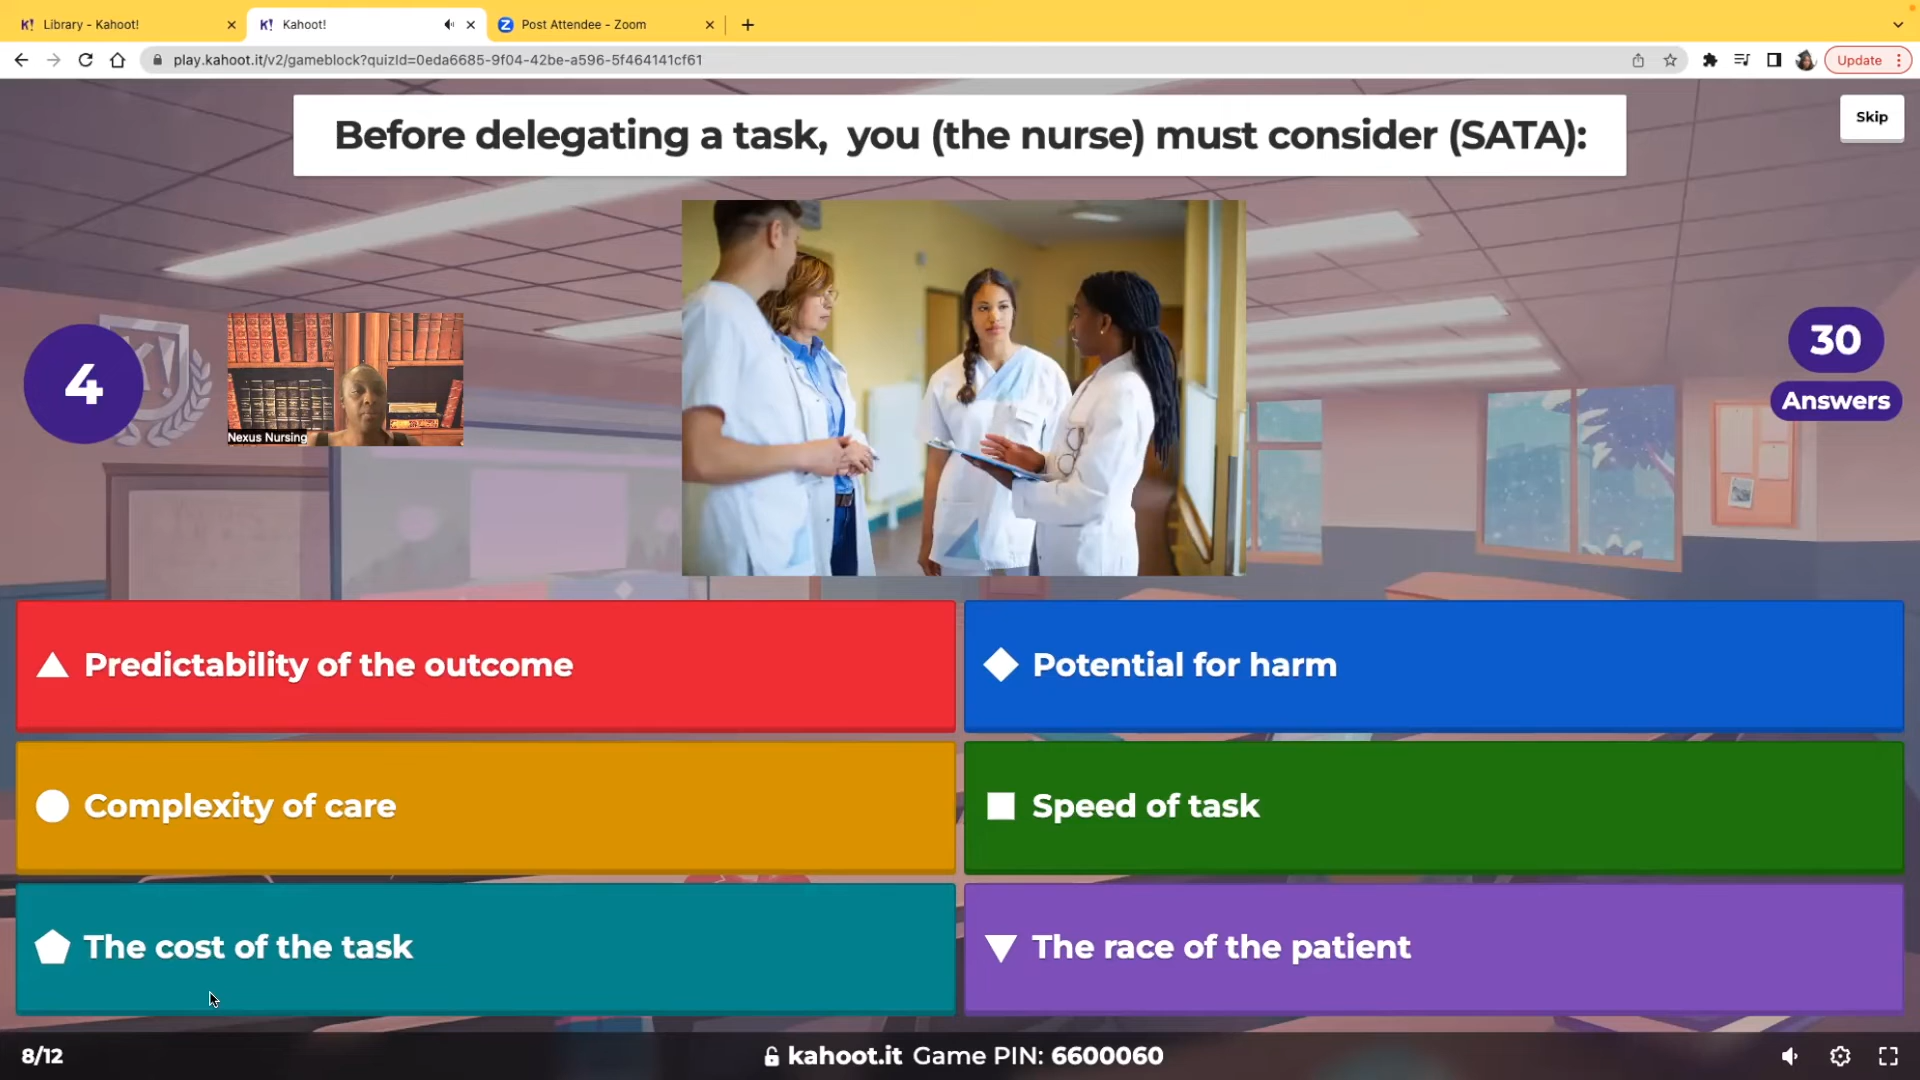 Library - Kahoot!
Kahoot!
Post Attendee - Zoom
play.kahoot.it/v2/gameblock?quizId=0eda6685-9f04-42be-a596-5f464141cf61
Update
Before delegating a task, you (the nurse) must consider (SATA):
Skip
4
Nexus Nursing
30
Answers
Predictability of the outcome
Potential for harm
Complexity of care
Speed of task
The cost of the task
The race of the patient
8/12
kahoot.it Game PIN: 6600060